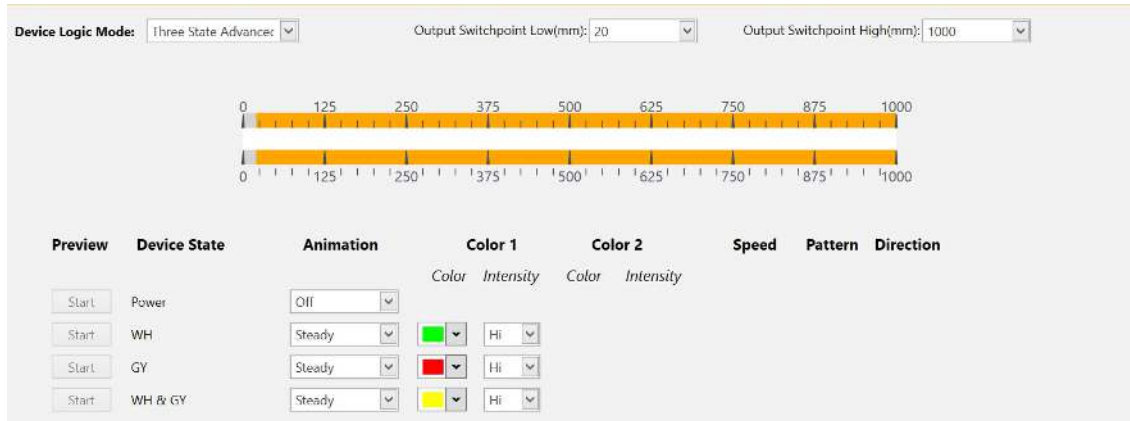 Device Logic Mode: Three State Advanced Output Switchpoint Low(mm): 20 Output Switchpoint High(mm): 1000
0 125 250 375 500 625 750 875 1000
0 125 250 375 500 625 750 875 1000
Preview Device State Animation Color 1 Color 2 Speed Pattern Direction
Color Intensity Color Intensity
Start Power Off
Start WH Steady Hi
Start GY Steady Hi
Start WH & GY Steady Hi